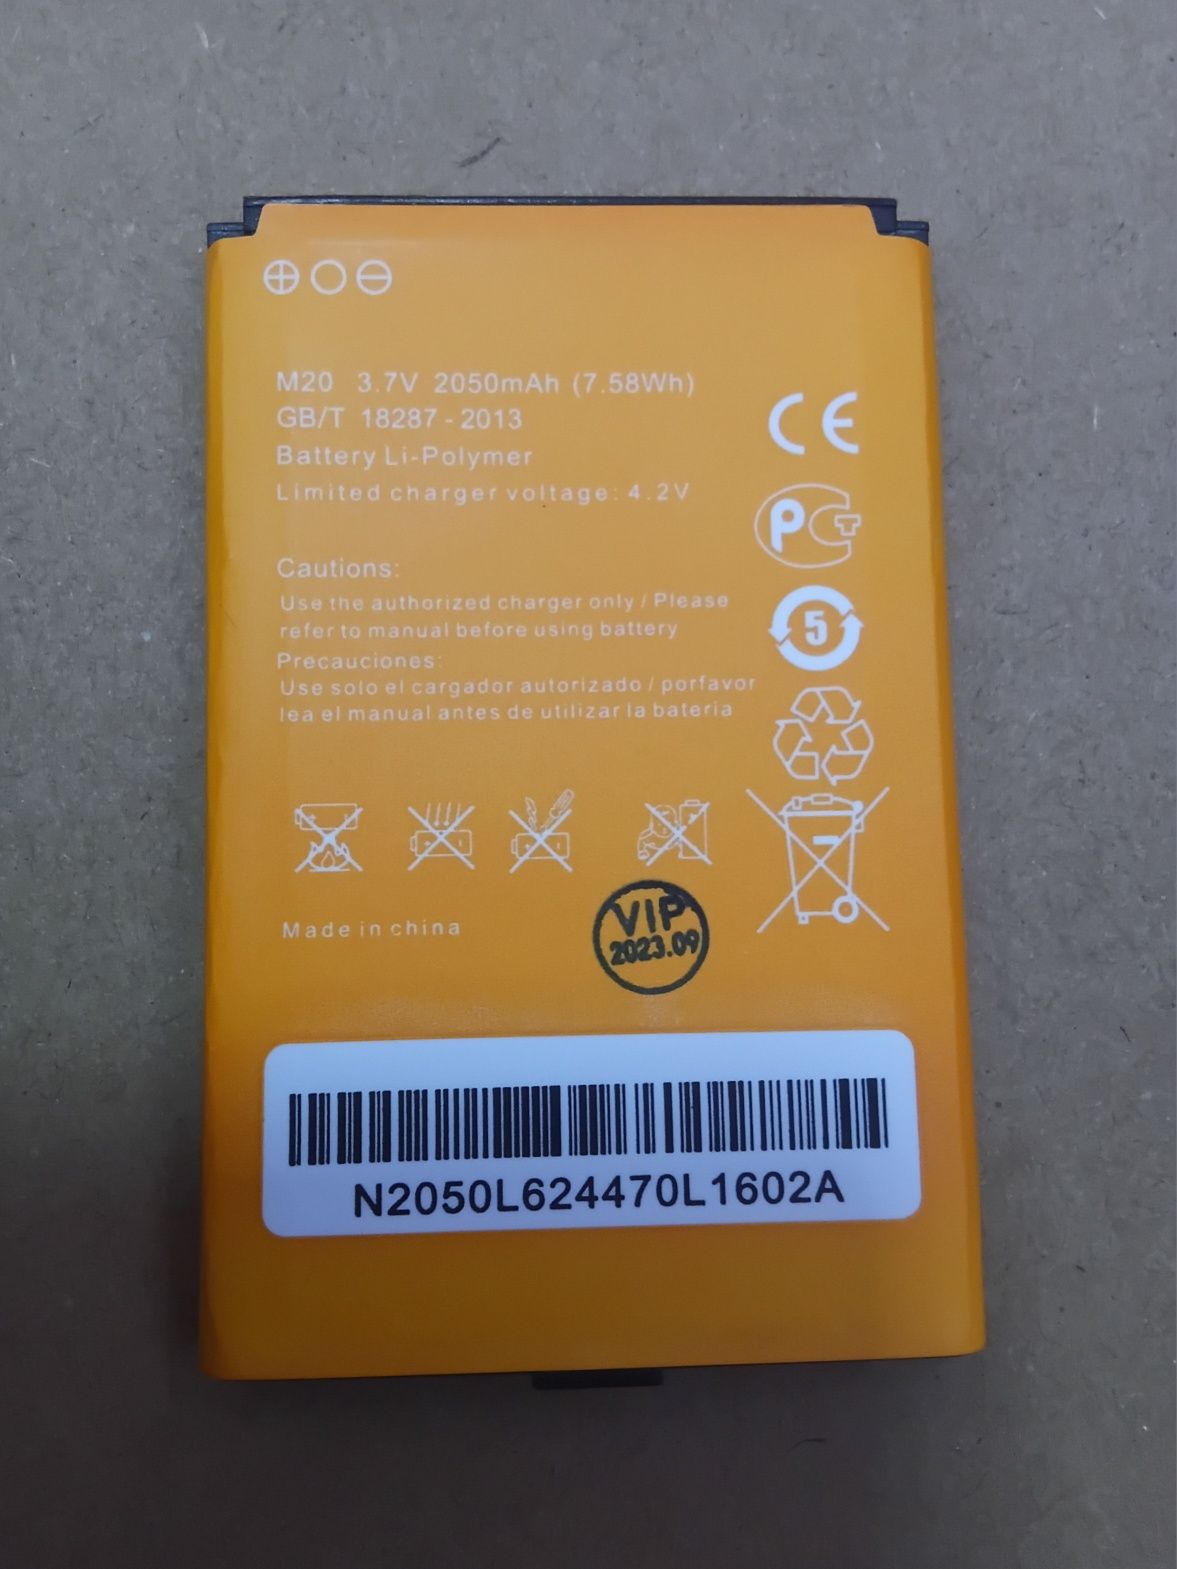 M20 3.7V 2050mAh (7.58Wh)
GB/T 18287-2013
Battery Li-Polymer
Limited charger voltage: 4.2V
CE
PCT
Cautions:
Use the authorized charger only / Please
refer to manual before using battery
Precauciones:
Use solo el cargador autorizado / porfavor
lea el manual antes de utilizar la bateria
5
Made in china
VIP
2023.09
N2050L624470L1602A